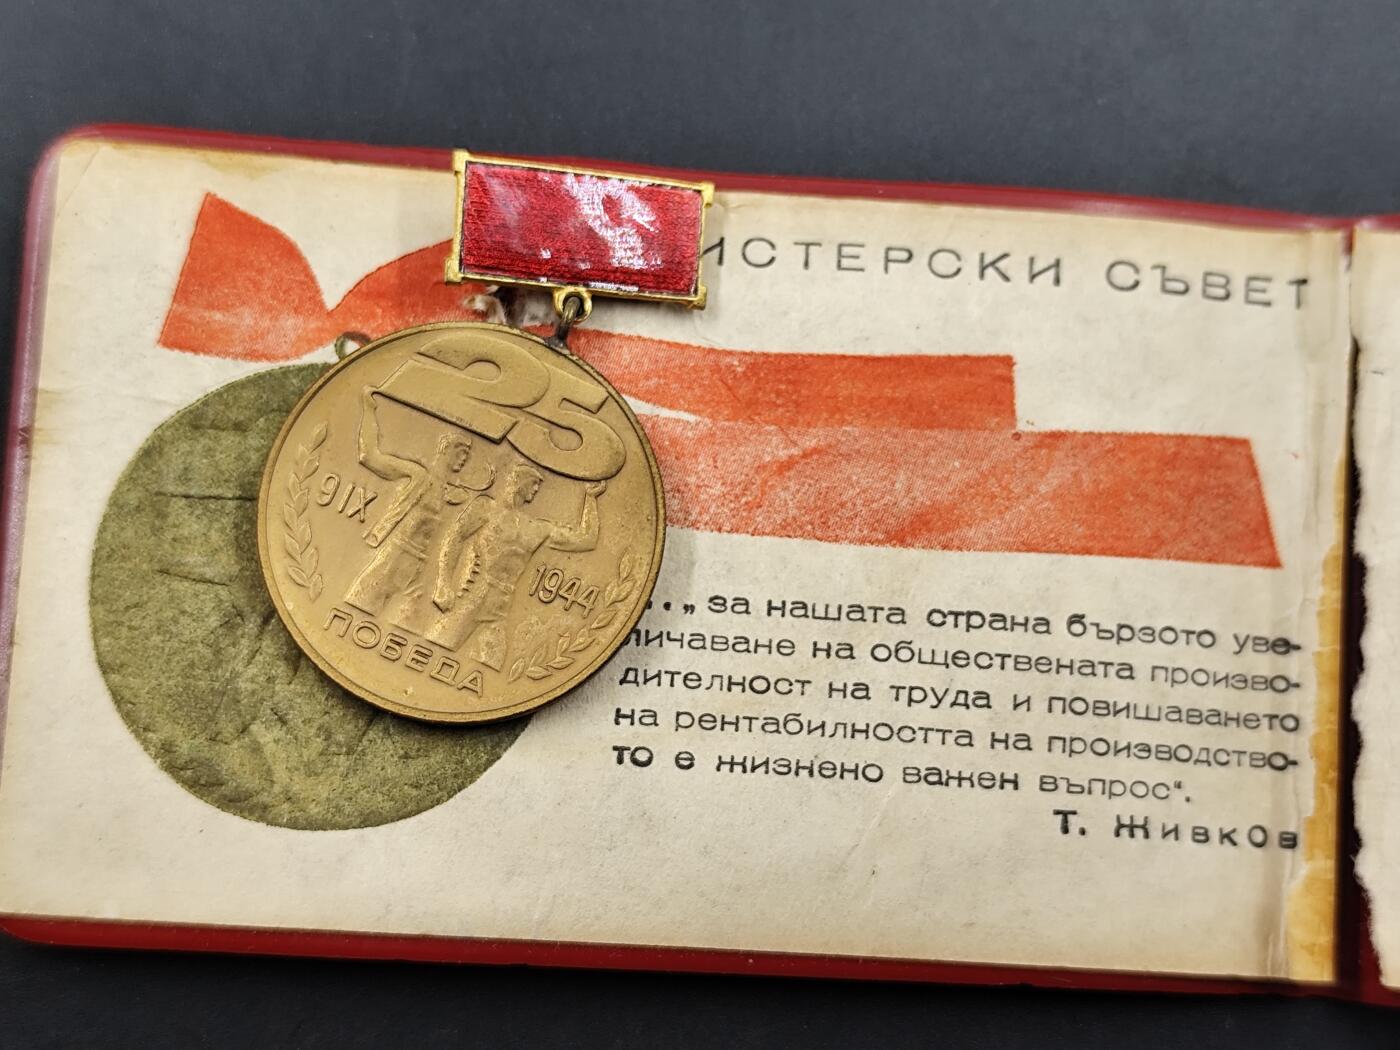 ИСТЕРСКИ СЪВЕТ
25
9 IX
1944
ПОБЕДА
..„за нашата страна бързото уве-
личаване на обществената произво-
дителност на труда и повишаването
на рентабилността на производство-
то е жизнено важен въпрос“.
Т. Живков